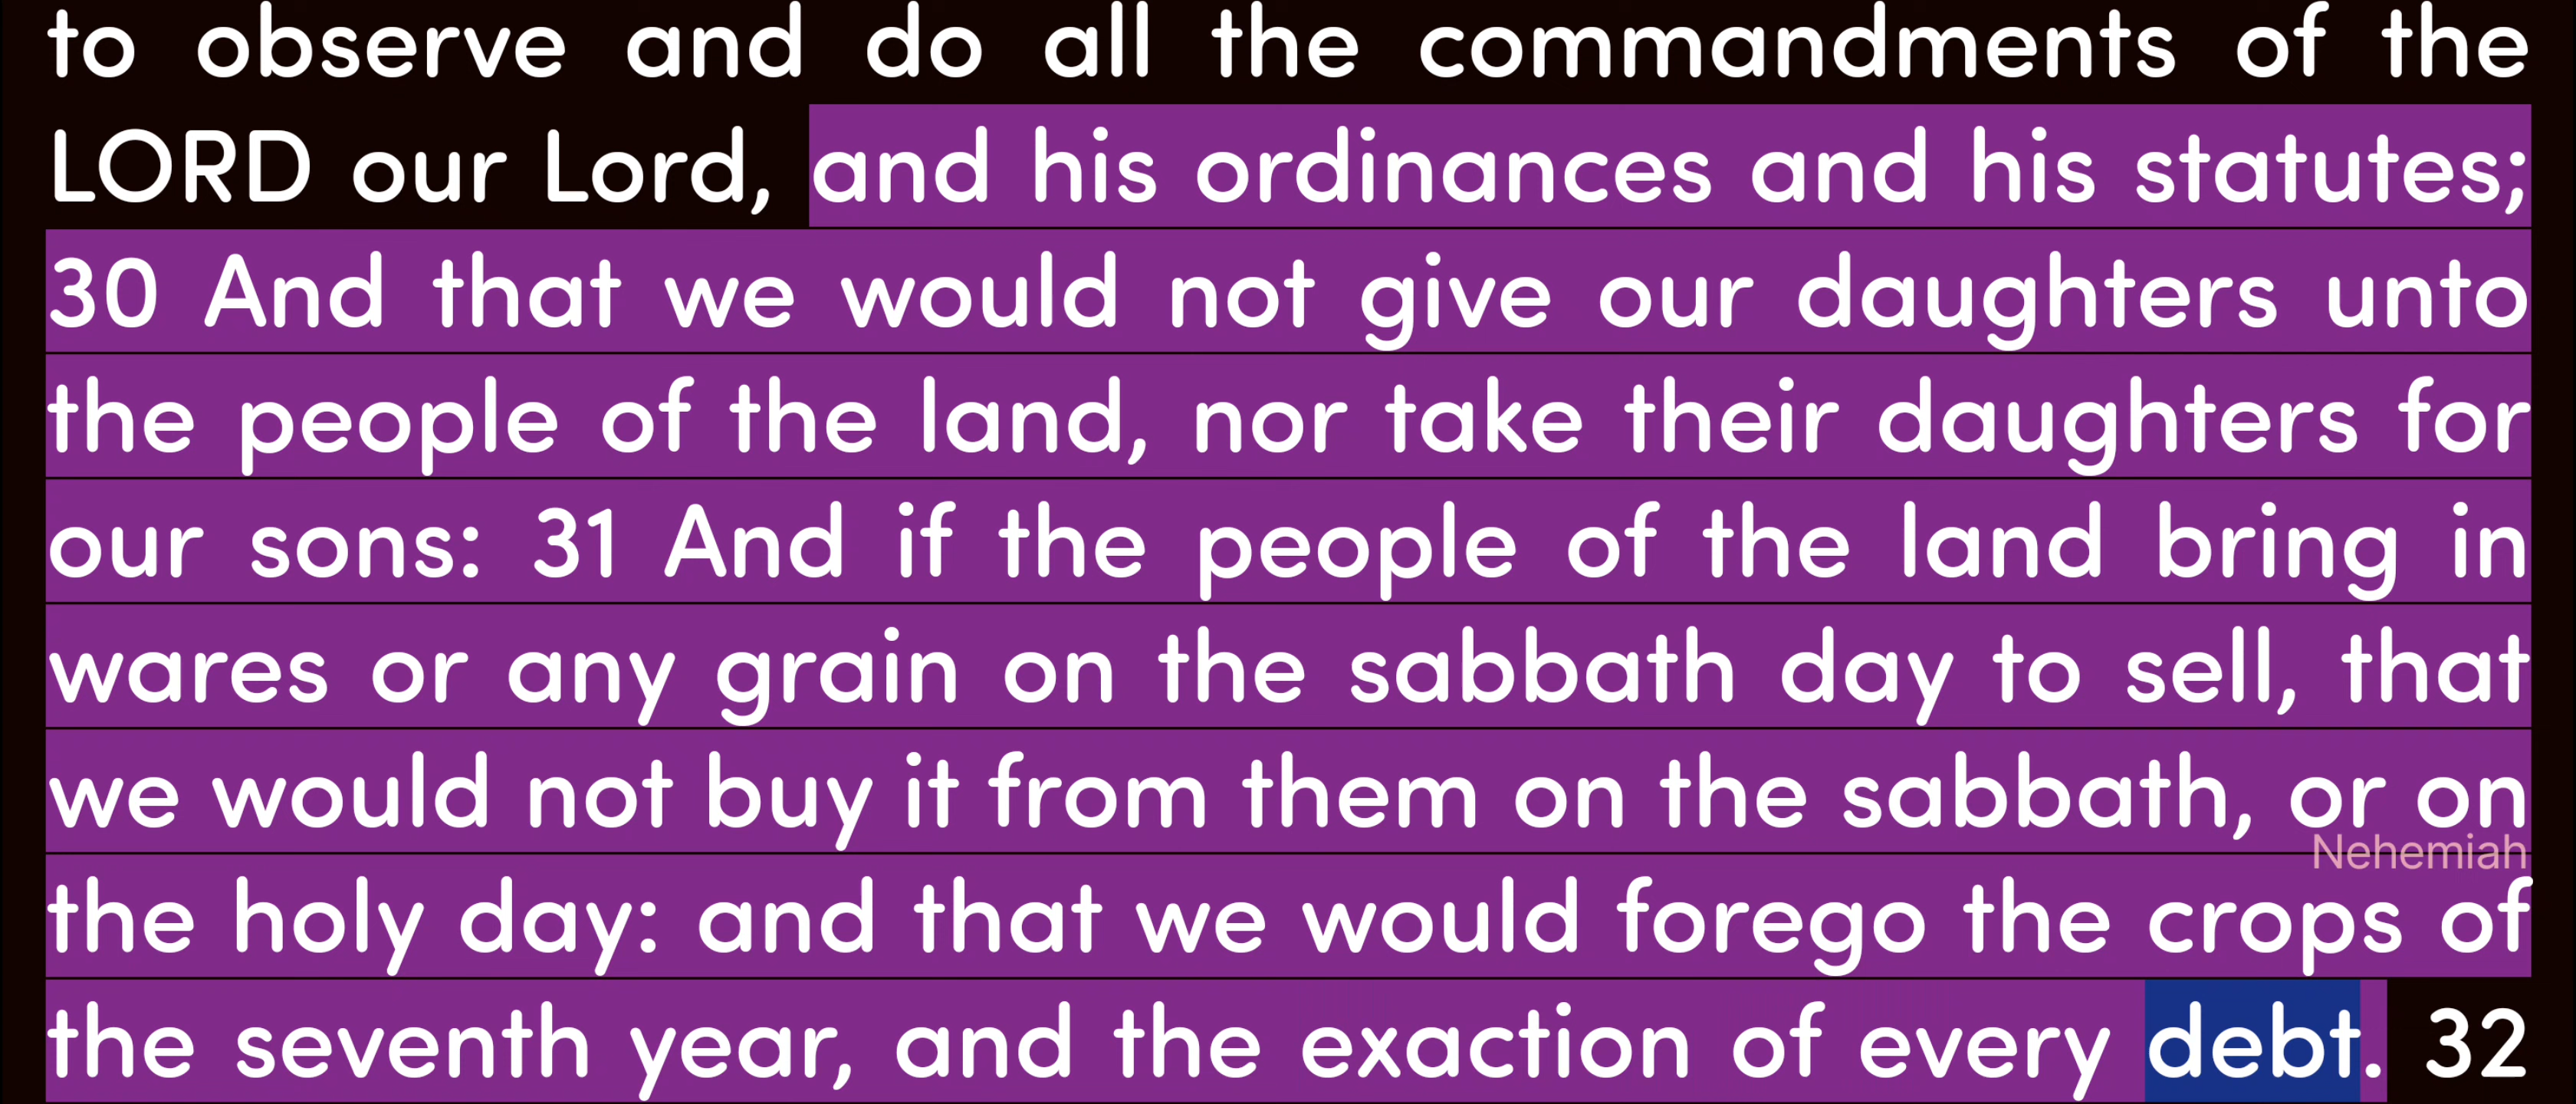 to observe and do all the commandments of the
LORD our Lord, and his ordinances and his statutes;
30 And that we would not give our daughters unto
the people of the land, nor take their daughters for
our sons: 31 And if the people of the land bring in
wares or any grain on the sabbath day to sell, that
we would not buy it from them on the sabbath, or on
Nehemiah
the holy day: and that we would forego the crops of
the seventh year, and the exaction of every debt. 32